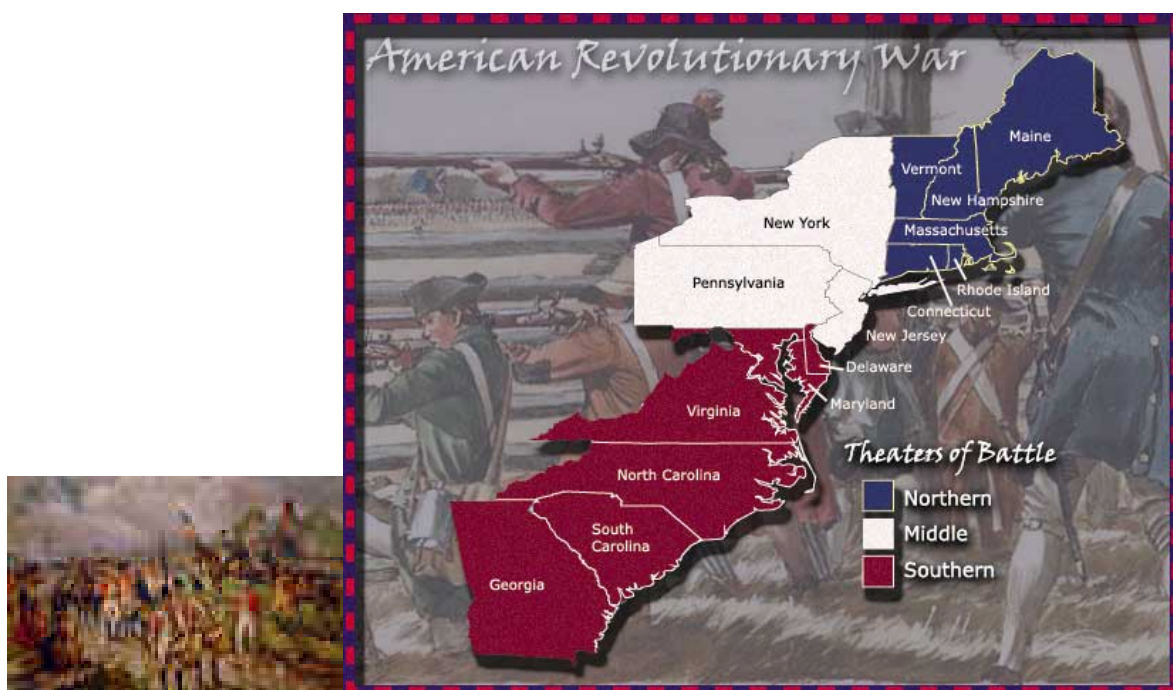 American Revolutionary War
Maine
Vermont
New Hampshire
New York
Massachusetts
Pennsylvania
Rhode Island
Connecticut
New Jersey
Delaware
Maryland
Virginia
Theaters of Battle
North Carolina
Northern
Middle
South
Carolina
Southern
Georgia